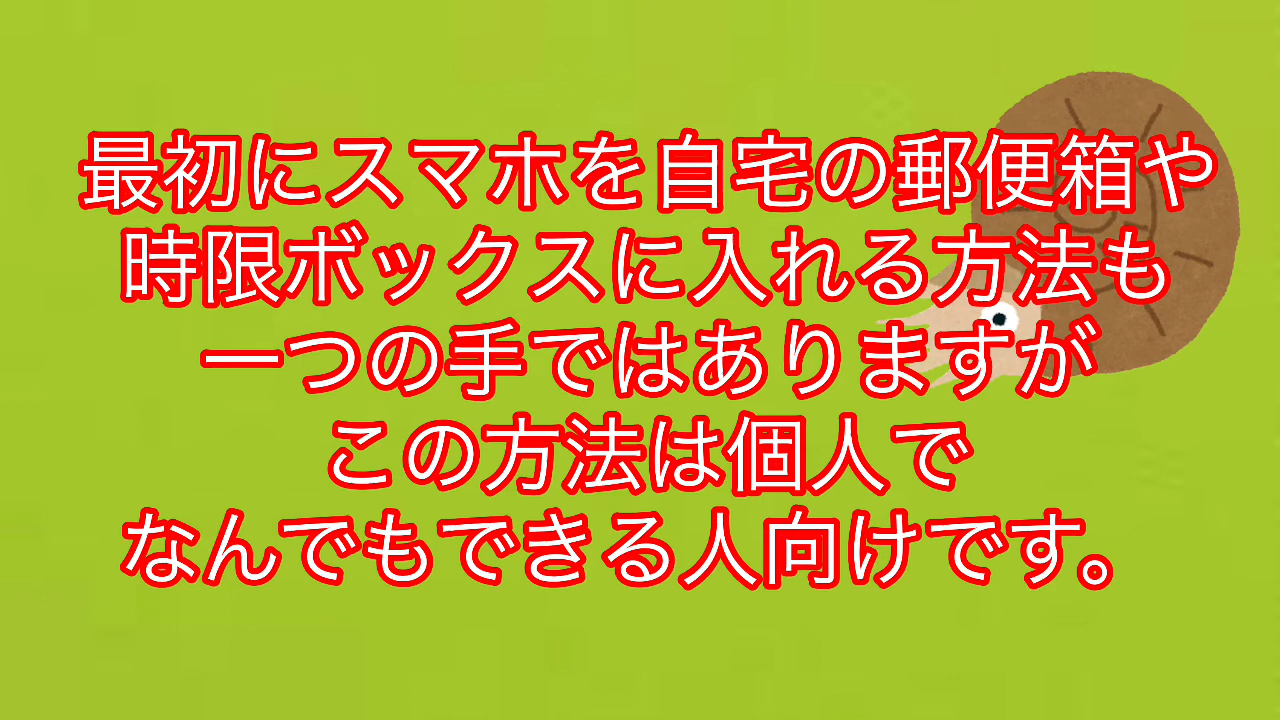 最初にスマホを自宅の郵便箱や
時限ボックスに入れる方法も
一つの手ではありますが
この方法は個人で
なんでもできる人向けです。